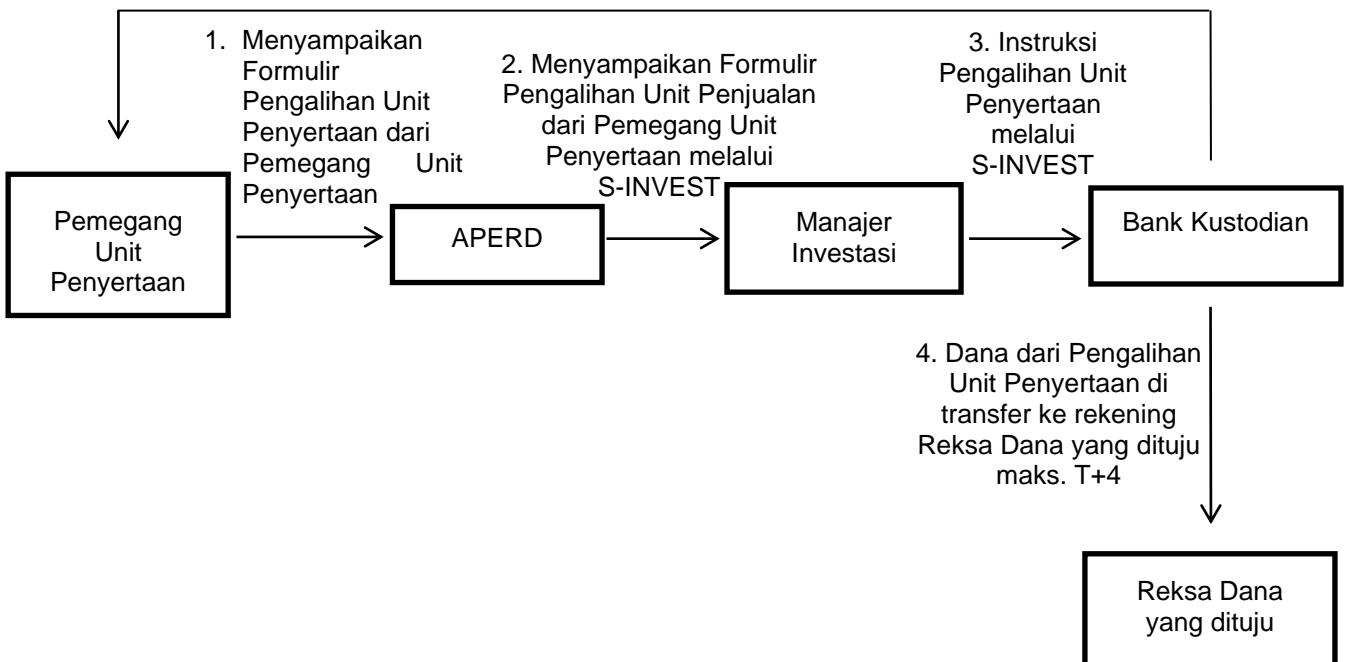 1. Menyampaikan
Formulir
Pengalihan Unit
Penyertaan dari
Pemegang Unit
Penyertaan
2. Menyampaikan Formulir
Pengalihan Unit Penjualan
dari Pemegang Unit
Penyertaan melalui
S-INVEST
3. Instruksi
Pengalihan Unit
Penyertaan
melalui
S-INVEST
Pemegang
Unit
Penyertaan
APERD
Manajer
Investasi
Bank Kustodian
4. Dana dari Pengalihan
Unit Penyertaan di
transfer ke rekening
Reksa Dana yang dituju
maks. T+4
Reksa Dana
yang dituju